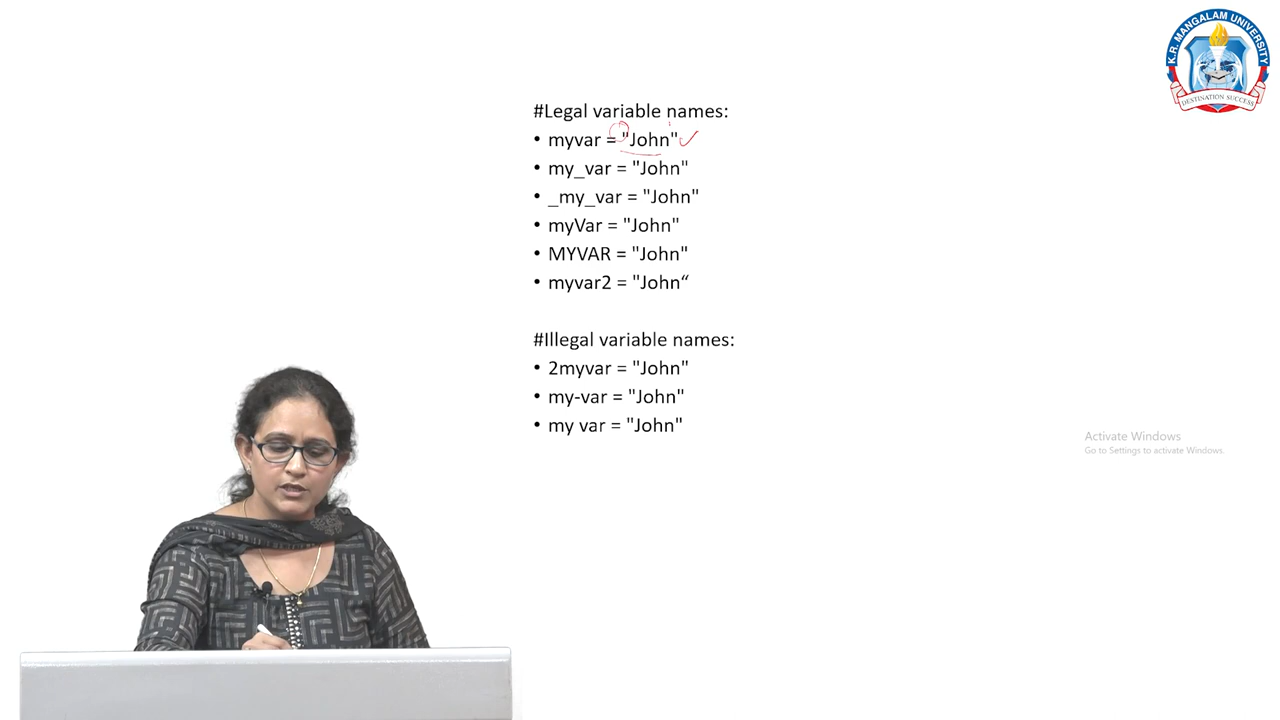 K.R. MANGALAM UNIVERSITY
DESTINATION SUCCESS
#Legal variable names:
• myvar = "John"
• my_var = "John"
• _my_var = "John"
• myVar = "John"
• MYVAR = "John"
• myvar2 = "John“
#Illegal variable names:
• 2myvar = "John"
• my-var = "John"
• my var = "John"
Activate Windows
Go to Settings to activate Windows.